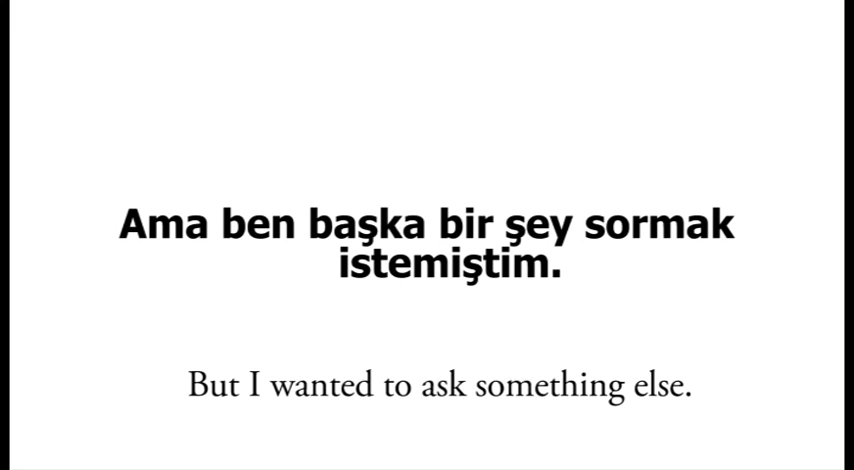 Ama ben başka bir şey sormak
istemiştim.
But I wanted to ask something else.